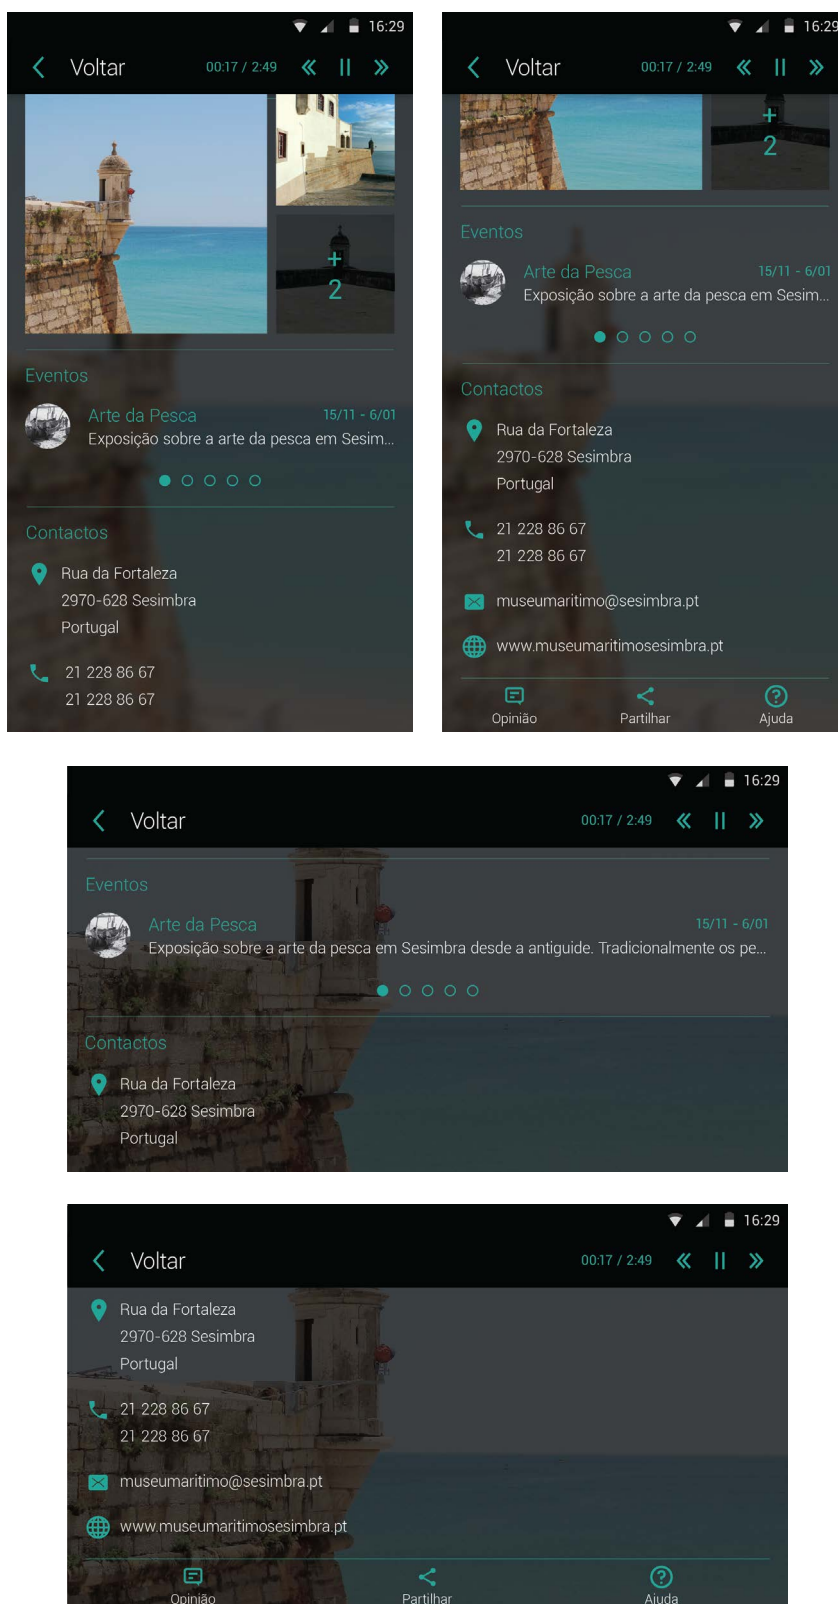 16:29
Voltar 00:17 / 2:49
+
2
Eventos
Arte da Pesca 15/11 - 6/01
Exposição sobre a arte da pesca em Sesim...
Contactos
Rua da Fortaleza
2970-628 Sesimbra
Portugal
21 228 86 67
21 228 86 67
16:29
Voltar 00:17 / 2:49
+
2
Eventos
Arte da Pesca 15/11 - 6/01
Exposição sobre a arte da pesca em Sesim...
Contactos
Rua da Fortaleza
2970-628 Sesimbra
Portugal
21 228 86 67
21 228 86 67
museumaritimo@sesimbra.pt
www.museumaritimosesimbra.pt
Opinião Partilhar Ajuda
16:29
Voltar 00:17 / 2:49
Eventos
Arte da Pesca 15/11 - 6/01
Exposição sobre a arte da pesca em Sesimbra desde a antiguide. Tradicionalmente os pe...
Contactos
Rua da Fortaleza
2970-628 Sesimbra
Portugal
16:29
Voltar 00:17 / 2:49
Rua da Fortaleza
2970-628 Sesimbra
Portugal
21 228 86 67
21 228 86 67
museumaritimo@sesimbra.pt
www.museumaritimosesimbra.pt
Opinião Partilhar Ajuda